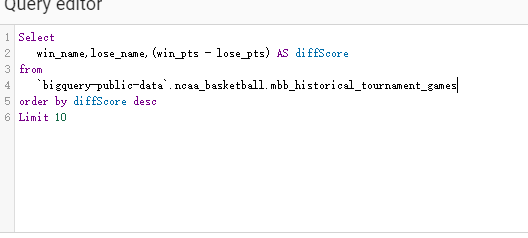 Query editor
1 Select
2 win_name,lose_name,(win_pts - lose_pts) AS diffScore
3 from
4 `bigquery-public-data`.ncaa_basketball.mbb_historical_tournament_games
5 order by diffScore desc
6 Limit 10